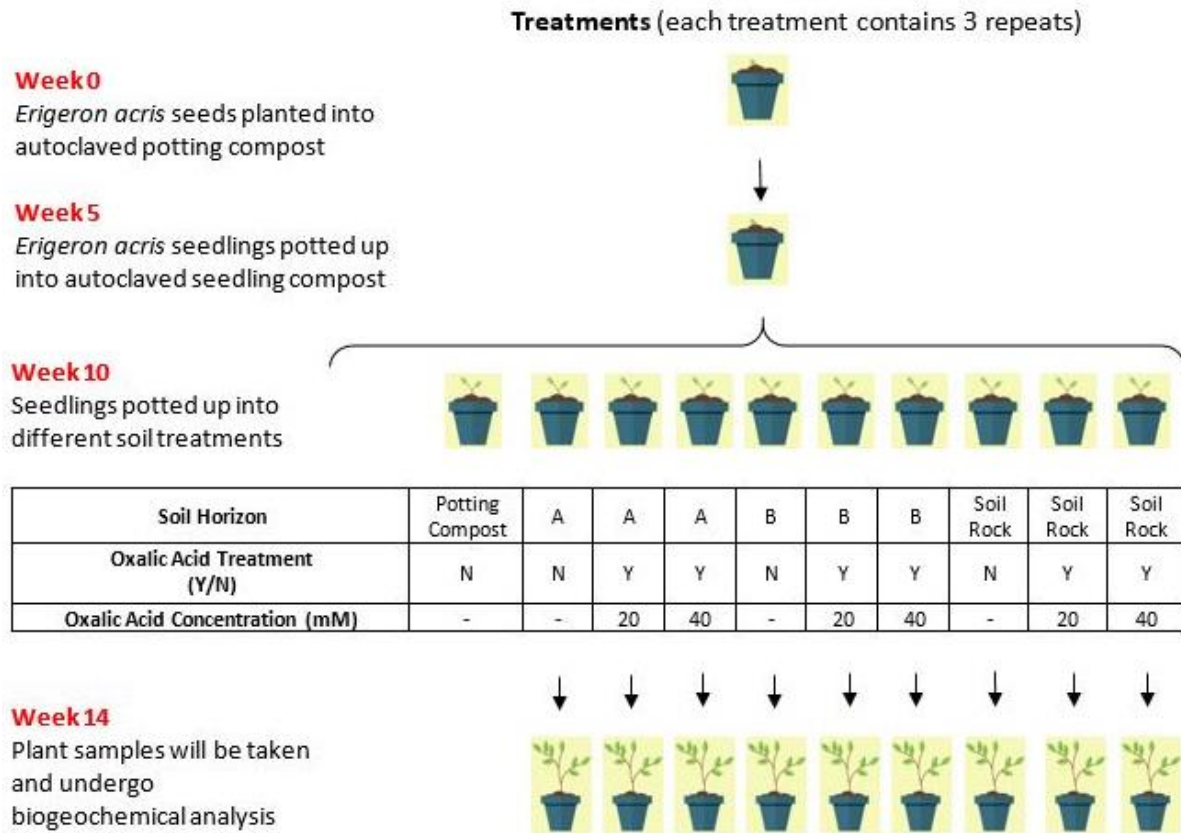 Treatments (each treatment contains 3 repeats)
Week 0
Erigeron acris seeds planted into
autoclaved potting compost
Week 5
Erigeron acris seedlings potted up
into autoclaved seedling compost
Week 10
Seedlings potted up into
different soil treatments
Soil Horizon Potting Compost A A A B B B Soil Rock Soil Rock Soil Rock
Oxalic Acid Treatment (Y/N) N N Y Y N Y Y N Y Y
Oxalic Acid Concentration (mM) - - 20 40 - 20 40 - 20 40
Week 14
Plant samples will be taken
and undergo
biogeochemical analysis